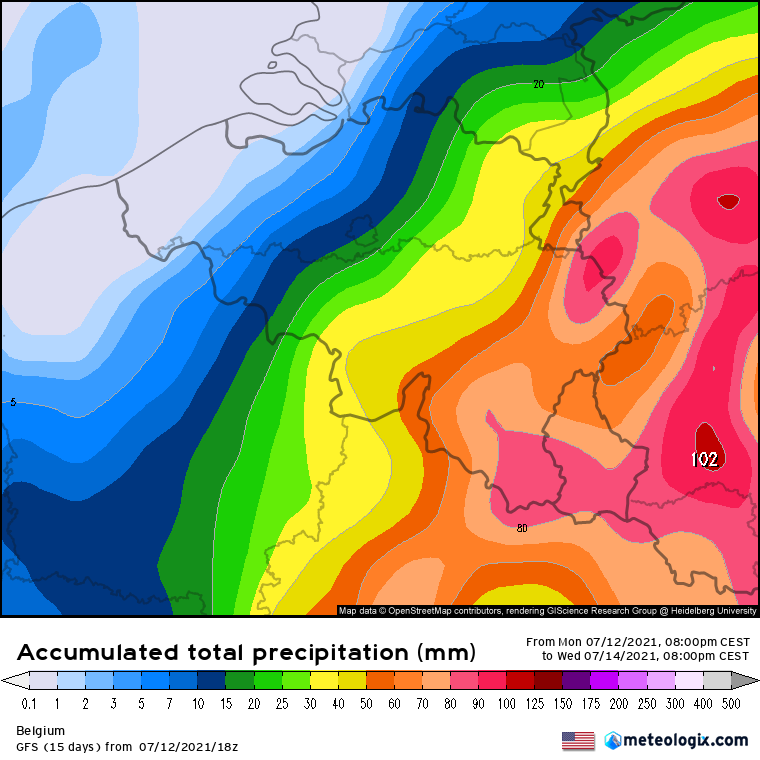 20
5
102
80
Map data © OpenStreetMap contributors, rendering GIScience Research Group @ Heidelberg University
Accumulated total precipitation (mm)
From Mon 07/12/2021, 08:00pm CEST
to Wed 07/14/2021, 08:00pm CEST
0.1 1 2 3 5 7 10 15 20 25 30 40 50 60 70 80 90 100 125 150 175 200 250 300 400 500
Belgium
GFS (15 days) from 07/12/2021/18z
meteologix.com